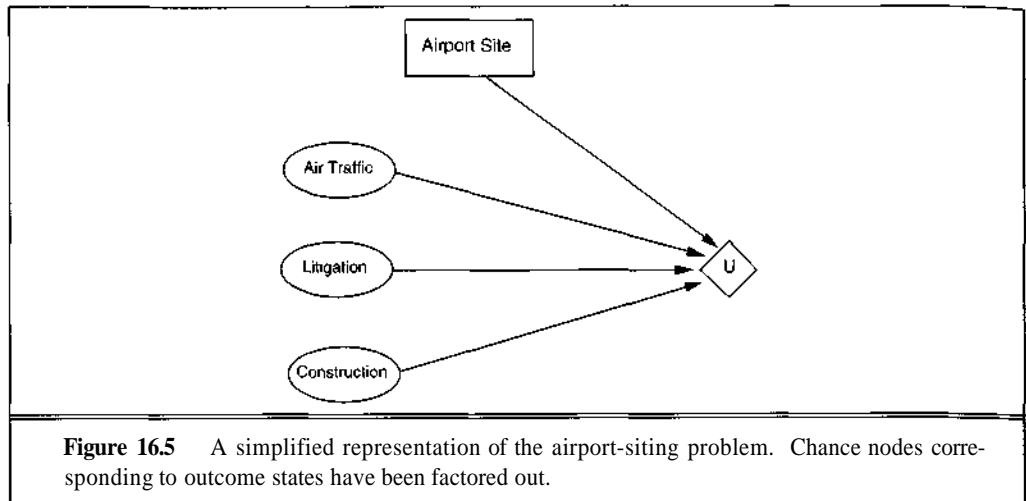 Airport Site
Air Traffic
Litigation
U
Construction
Figure 16.5 A simplified representation of the airport-siting problem. Chance nodes corre-
sponding to outcome states have been factored out.